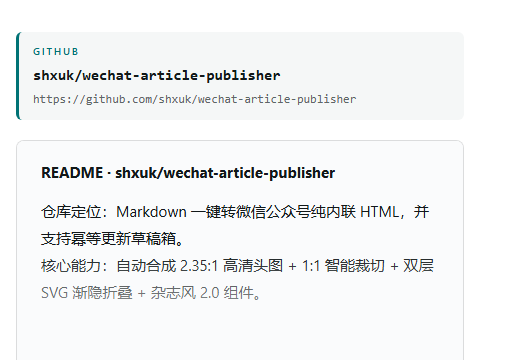 GITHUB
shxuk/wechat-article-publisher
https://github.com/shxuk/wechat-article-publisher
README · shxuk/wechat-article-publisher
仓库定位：Markdown 一键转微信公众号纯内联 HTML，并
支持幂等更新草稿箱。
核心能力：自动合成 2.35:1 高清头图 + 1:1 智能裁切 + 双层
SVG 渐隐折叠 + 杂志风 2.0 组件。